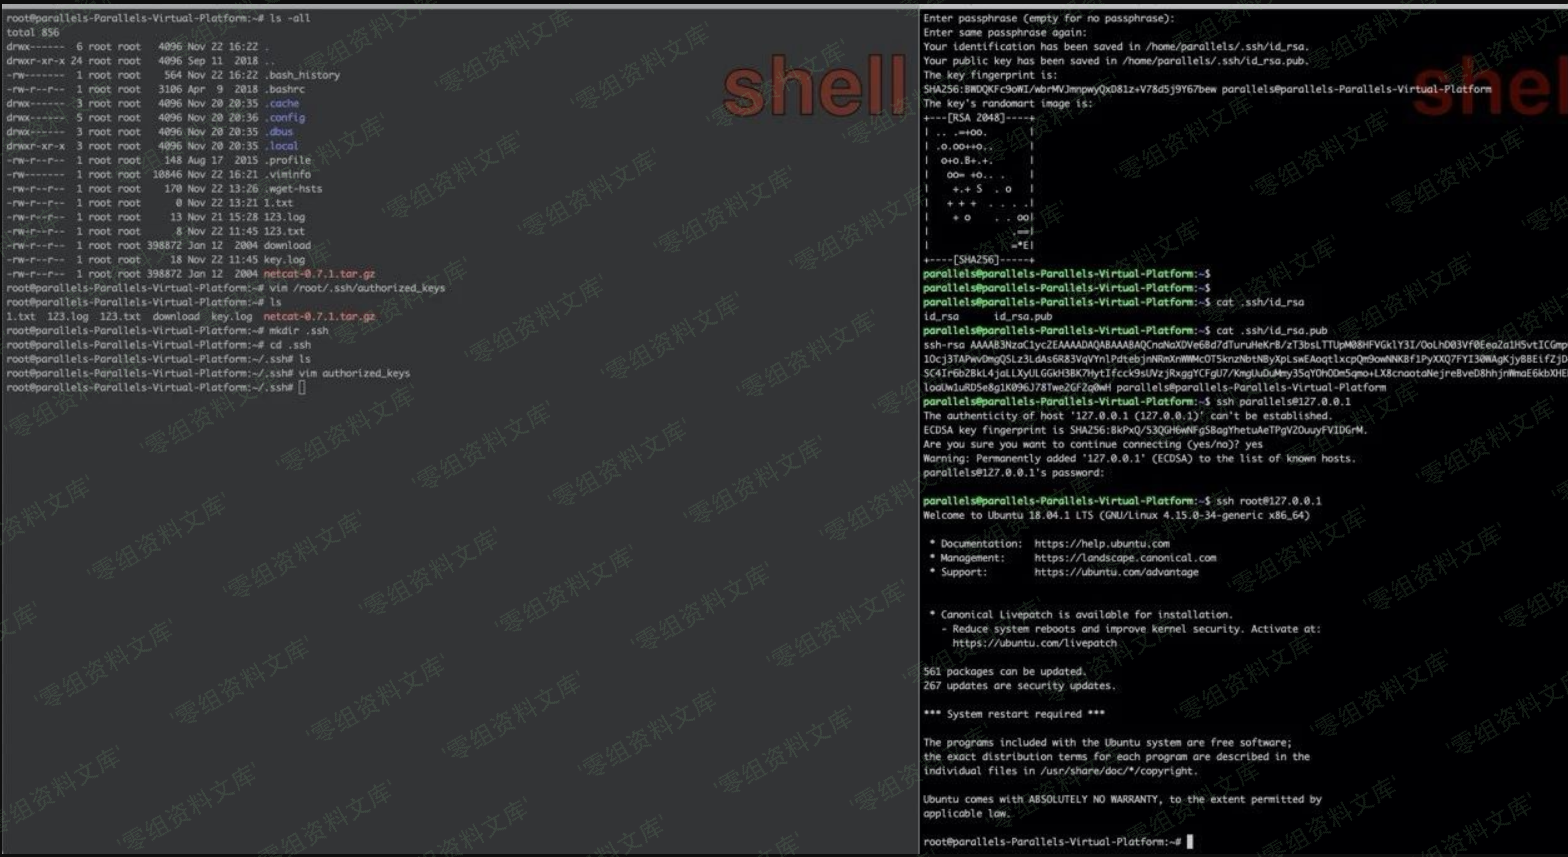 root@parallels-Parallels-Virtual-Platform:~# ls -all
total 856
drwx------ 6 root root 4096 Nov 22 16:22 .
drwxr-xr-x 24 root root 4096 Sep 11 2018 ..
-rw------- 1 root root 564 Nov 22 16:22 .bash_history
-rw-r--r-- 1 root root 3106 Apr 9 2018 .bashrc
drwx------ 3 root root 4096 Nov 20 20:35 .cache
drwx------ 5 root root 4096 Nov 20 20:36 .config
drwx------ 3 root root 4096 Nov 20 20:35 .dbus
drwxr-xr-x 3 root root 4096 Nov 20 20:35 .local
-rw-r--r-- 1 root root 148 Aug 17 2015 .profile
-rw------- 1 root root 10846 Nov 22 16:21 .viminfo
-rw-r--r-- 1 root root 170 Nov 22 13:26 .wget-hsts
-rw-r--r-- 1 root root 0 Nov 22 13:21 1.txt
-rw-r--r-- 1 root root 13 Nov 21 15:28 123.log
-rw-r--r-- 1 root root 8 Nov 22 11:45 123.txt
-rw-r--r-- 1 root root 398872 Jan 12 2004 download
-rw-r--r-- 1 root root 18 Nov 22 11:45 key.log
-rw-r--r-- 1 root root 398872 Jan 12 2004 netcat-0.7.1.tar.gz
root@parallels-Parallels-Virtual-Platform:~# vim /root/.ssh/authorized_keys
root@parallels-Parallels-Virtual-Platform:~# ls
1.txt 123.log 123.txt download key.log netcat-0.7.1.tar.gz
root@parallels-Parallels-Virtual-Platform:~# mkdir .ssh
root@parallels-Parallels-Virtual-Platform:~# cd .ssh
root@parallels-Parallels-Virtual-Platform:~/.ssh# ls
root@parallels-Parallels-Virtual-Platform:~/.ssh# vim authorized_keys
root@parallels-Parallels-Virtual-Platform:~/.ssh#
shell
Enter passphrase (empty for no passphrase):
Enter same passphrase again:
Your identification has been saved in /home/parallels/.ssh/id_rsa.
Your public key has been saved in /home/parallels/.ssh/id_rsa.pub.
The key fingerprint is:
parallels@parallels-Parallels-Virtual-Platform
The key's randomart image is:
+----[RSA 2048]----+
| .. .=+oo. |
| .o.oo++o.. |
| o+o.B+.+. |
| oo= +o.. . |
| +.+ S . o |
| + + + . . . .|
| + o . . oo|
| .==|
| =*E|
+----[SHA256]-----+
parallels@parallels-Parallels-Virtual-Platform:~$
parallels@parallels-Parallels-Virtual-Platform:~$
parallels@parallels-Parallels-Virtual-Platform:~$ cat .ssh/id_rsa
id_rsa id_rsa.pub
parallels@parallels-Parallels-Virtual-Platform:~$ cat .ssh/id_rsa.pub
ssh-rsa
parallels@parallels-Parallels-Virtual-Platform
parallels@parallels-Parallels-Virtual-Platform:~$ ssh parallels@127.0.0.1
The authenticity of host '127.0.0.1 (127.0.0.1)' can't be established.
ECDSA key fingerprint is
Are you sure you want to continue connecting (yes/no)? yes
Warning: Permanently added '127.0.0.1' (ECDSA) to the list of known hosts.
parallels@127.0.0.1's password:
parallels@parallels-Parallels-Virtual-Platform:~$ ssh root@127.0.0.1
Welcome to Ubuntu 18.04.1 LTS (GNU/Linux 4.15.0-34-generic x86_64)
* Documentation: https://help.ubuntu.com
* Management: https://landscape.canonical.com
* Support: https://ubuntu.com/advantage
* Canonical Livepatch is available for installation.
- Reduce system reboots and improve kernel security. Activate at:
https://ubuntu.com/livepatch
561 packages can be updated.
267 updates are security updates.
*** System restart required ***
The programs included with the Ubuntu system are free software;
the exact distribution terms for each program are described in the
individual files in /usr/share/doc/*/copyright.
Ubuntu comes with ABSOLUTELY NO WARRANTY, to the extent permitted by
applicable law.
root@parallels-Parallels-Virtual-Platform:~#
shel
'零组资料文库'